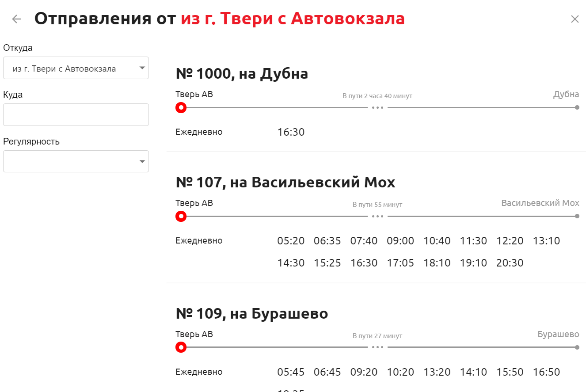 Отправления от из г. Твери с Автовокзала
Откуда
из г. Твери с Автовокзала
Куда
Регулярность
№ 1000, на Дубна
Тверь АВ
В пути 2 часа 40 минут
Дубна
Ежедневно 16:30
№ 107, на Васильевский Мох
Тверь АВ
В пути 55 минут
Васильевский Мох
Ежедневно 05:20 06:35 07:40 09:00 10:40 11:30 12:20 13:10
14:30 15:25 16:30 17:05 18:10 19:10 20:30
№ 109, на Бурашево
Тверь АВ
В пути 27 минут
Бурашево
Ежедневно 05:45 06:45 09:20 10:20 13:20 14:10 15:50 16:50